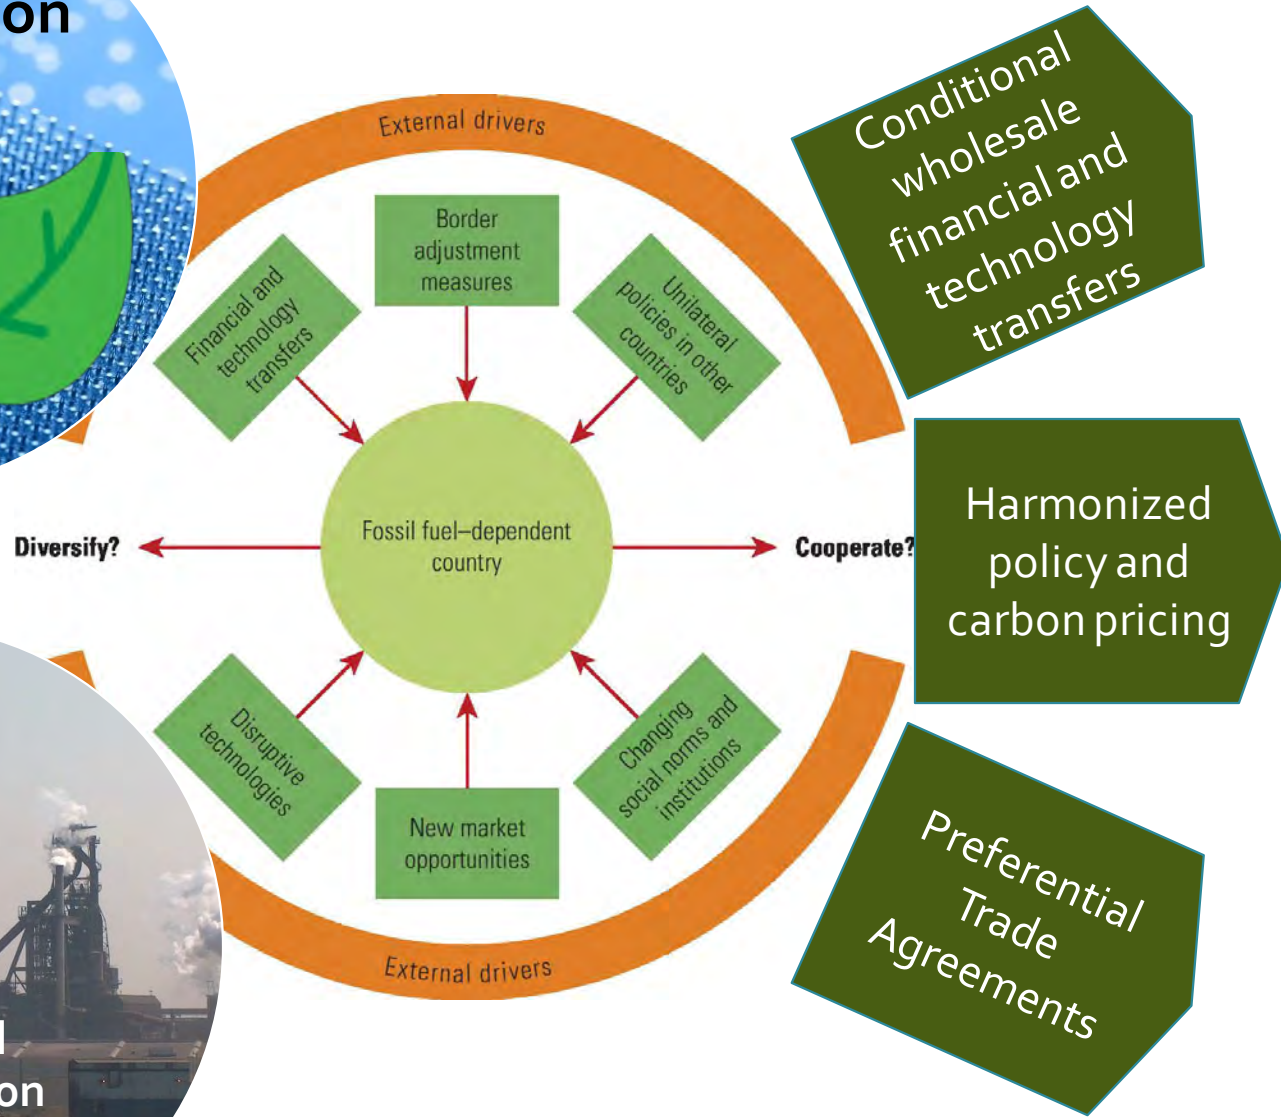 on
External drivers
Border
adjustment
measures
Financial and
technology
transfers
Unilateral
policies in other
countries
Fossil fuel–dependent
country
Diversify?
Cooperate?
Disruptive
technologies
New market
opportunities
Changing
social norms and
institutions
External drivers
Conditional
wholesale
financial and
technology
transfers
Harmonized
policy and
carbon pricing
Preferential
Trade
Agreements
on